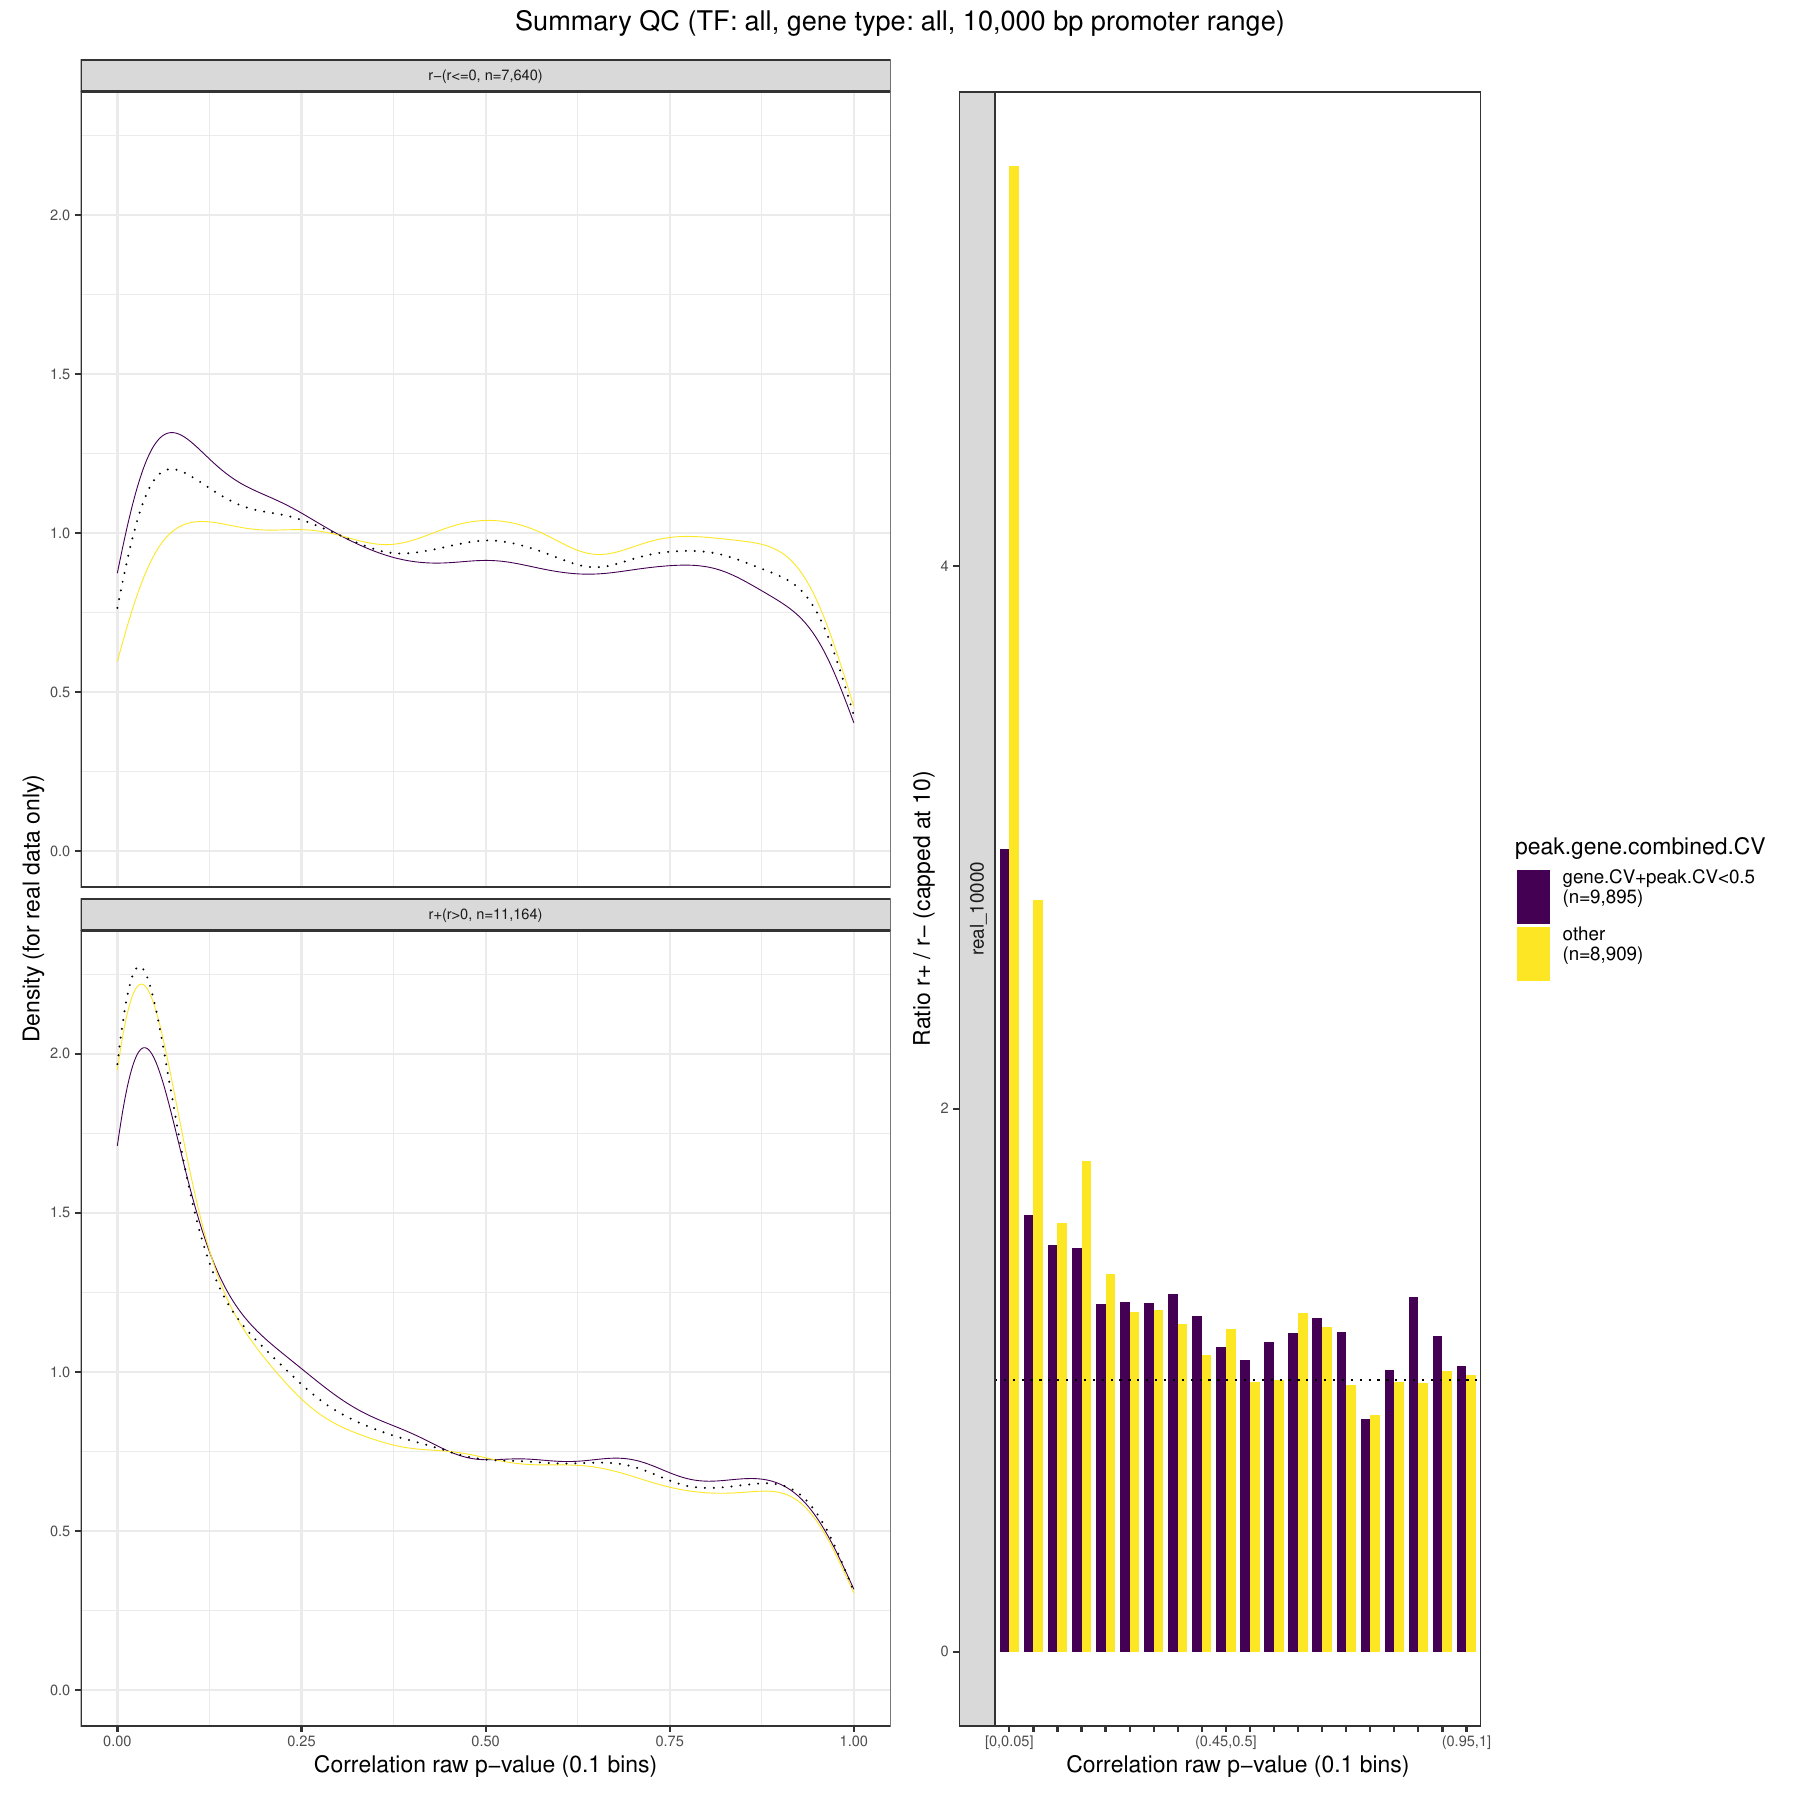 Summary QC (TF: all, gene type: all, 10,000 bp promoter range)
r−(r<=0, n=7,640)
2.0
1.5
1.0
0.5
0.0
Density (for real data only)
r+(r>0, n=11,164)
2.0
1.5
1.0
0.5
0.0
0.00 0.25 0.50 0.75 1.00
Correlation raw p−value (0.1 bins)
Ratio r+ / r− (capped at 10)
real_10000
4
2
0
[0,0.05] (0.45,0.5] (0.95,1]
Correlation raw p−value (0.1 bins)
peak.gene.combined.CV
gene.CV+peak.CV<0.5
(n=9,895)
other
(n=8,909)